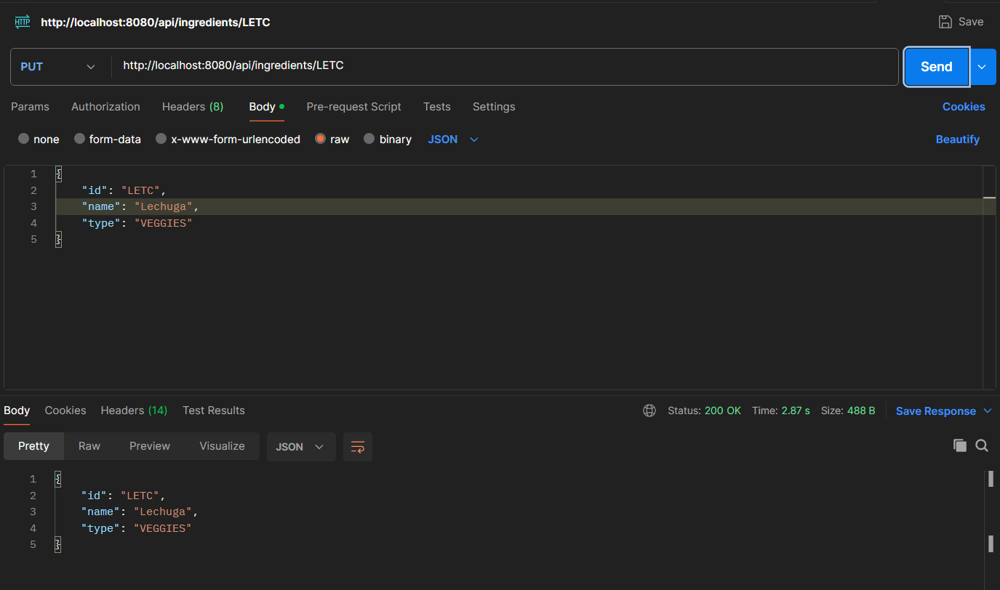 HTTP http://localhost:8080/api/ingredients/LETC Save
PUT http://localhost:8080/api/ingredients/LETC Send
Params Authorization Headers (8) Body Pre-request Script Tests Settings Cookies
none form-data x-www-form-urlencoded raw binary JSON Beautify
1 {
2 "id": "LETC",
3 "name": "Lechuga",
4 "type": "VEGGIES"
5 }
Body Cookies Headers (14) Test Results Status: 200 OK Time: 2.87 s Size: 488 B Save Response
Pretty Raw Preview Visualize JSON
1 {
2 "id": "LETC",
3 "name": "Lechuga",
4 "type": "VEGGIES"
5 }